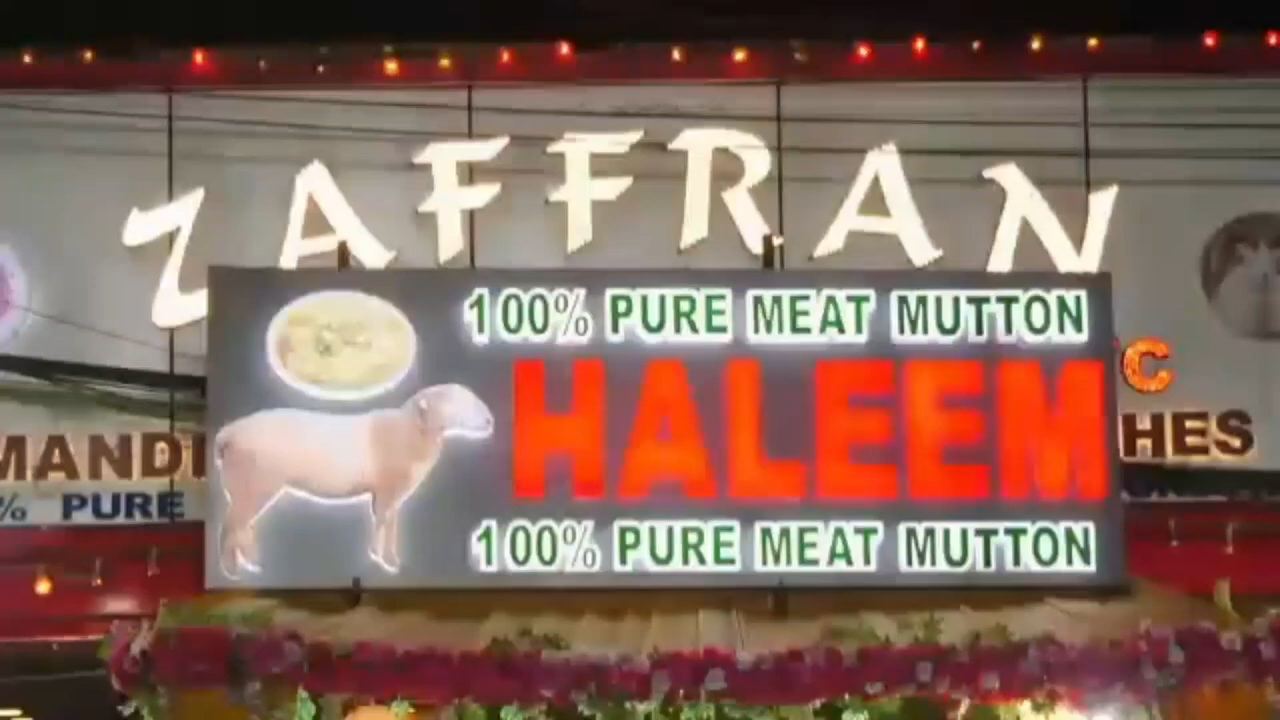 ZAFFRAN
100% PURE MEAT MUTTON
HALEEM
100% PURE MEAT MUTTON
C
HES
MANDI
% PURE